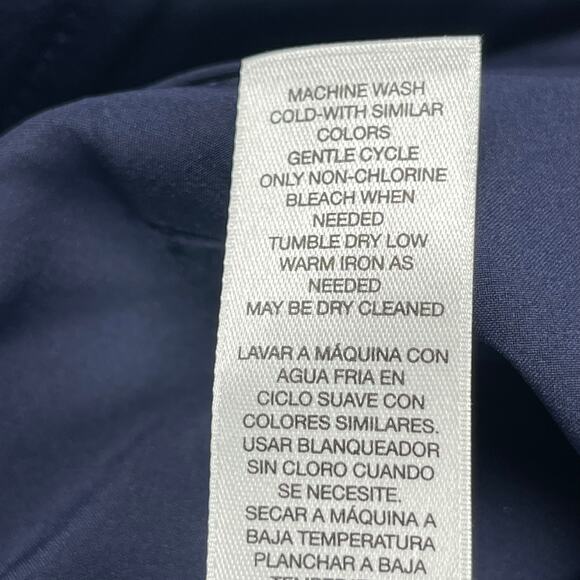 MACHINE WASH
COLD-WITH SIMILAR
COLORS
GENTLE CYCLE
ONLY NON-CHLORINE
BLEACH WHEN
NEEDED
TUMBLE DRY LOW
WARM IRON AS
NEEDED
MAY BE DRY CLEANED
LAVAR A MÁQUINA CON
AGUA FRIA EN
CICLO SUAVE CON
COLORES SIMILARES.
USAR BLANQUEADOR
SIN CLORO CUANDO
SE NECESITE.
SECAR A MÁQUINA A
BAJA TEMPERATURA
PLANCHAR A BAJA